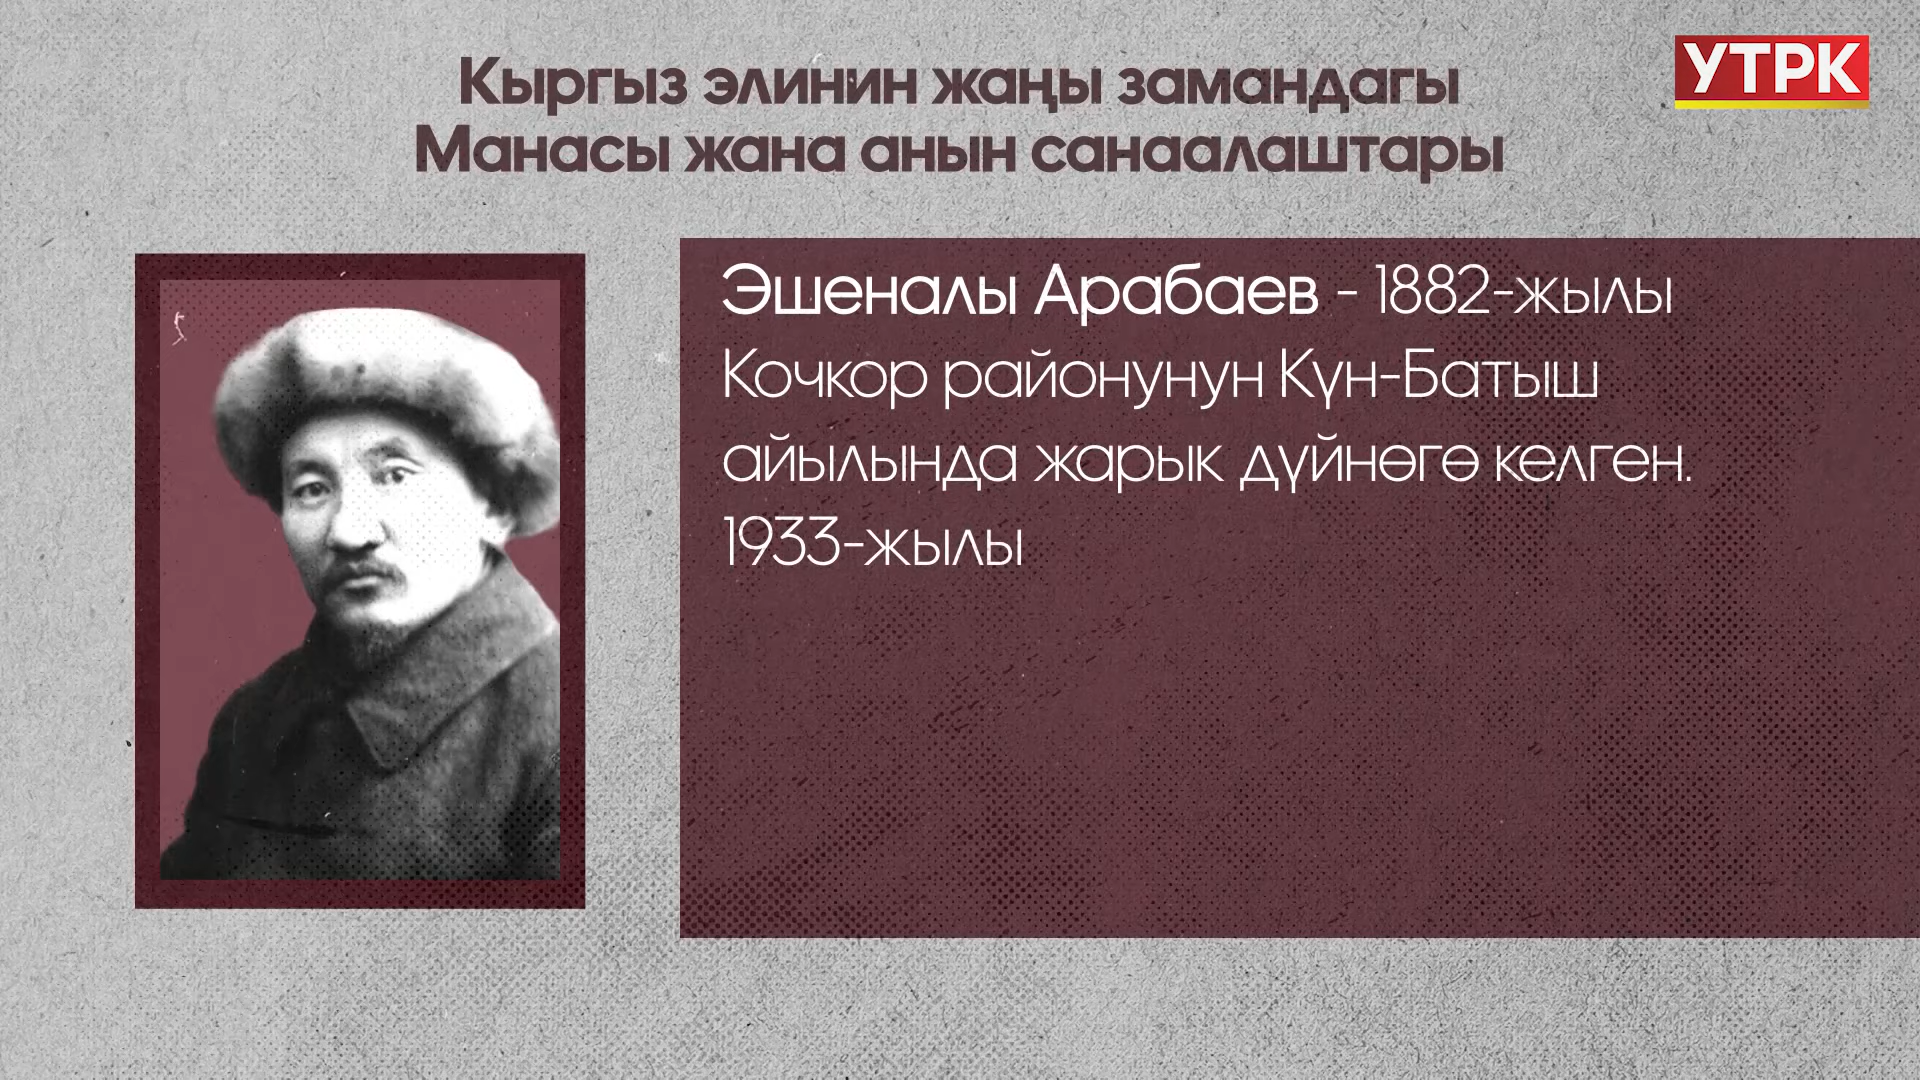 Кыргыз элинин жаңы замандагы
Манасы жана анын санаалаштары
УТРК
Эшеналы Арабаев - 1882-жылы
Кочкор районунун Күн-Батыш
айылында жарык дүйнөгө келген.
1933-жылы